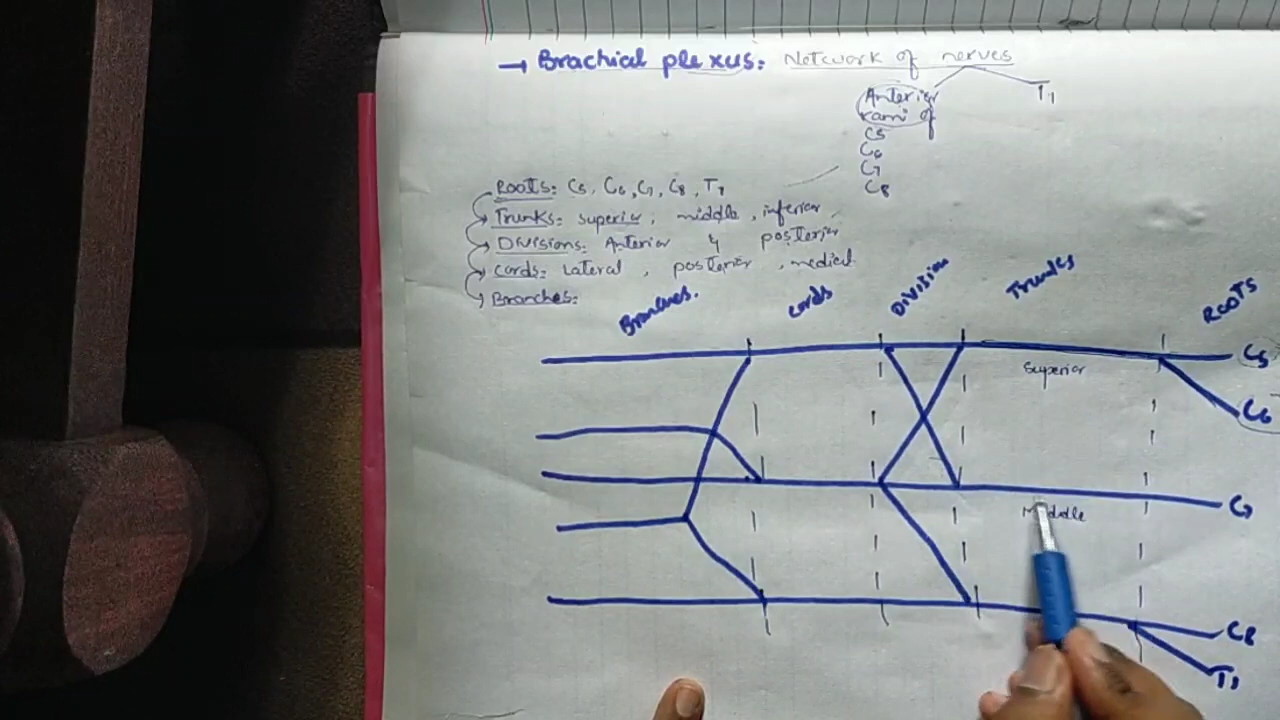 → Brachial plexus: Network of nerves
Anterior
rami of
T1
C5
C6
C7
C8
Roots: C5, C6, C7, C8, T1
Trunks: superior, middle, inferior
Divisions: Anterior & posterior
Cords: Lateral, posterior, medical
Branches:
Branches. Cords Division Trunks Roots
C5
Superior
C6
C7
Middle
C8
T1